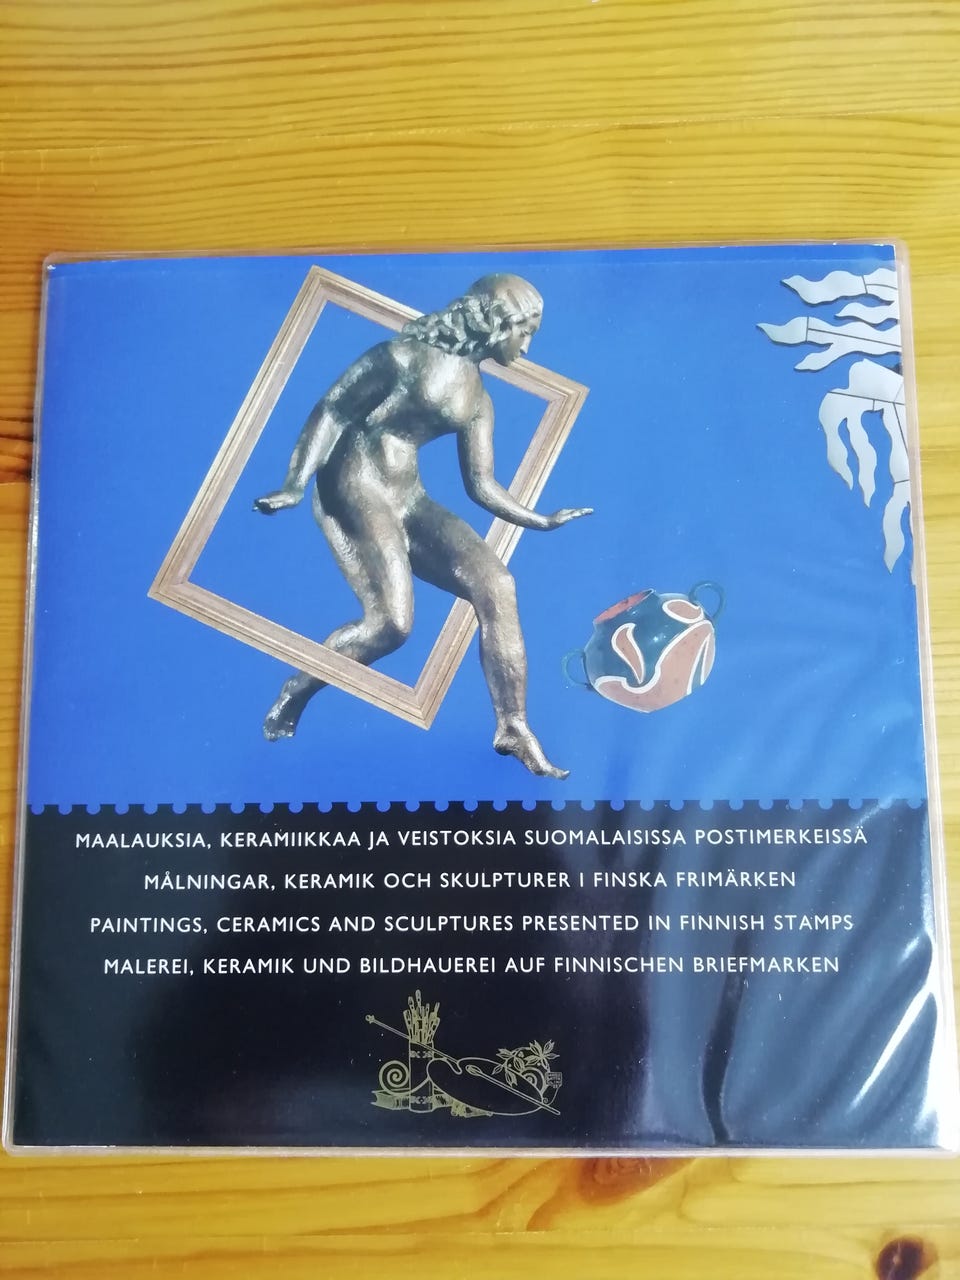 MAALAUKSIA, KERAMIIKKAA JA VEISTOKSIA SUOMALAISISSA POSTIMERKEISSÄ
MÅLNINGAR, KERAMIK OCH SKULPTURER I FINSKA FRIMÄRKEN
PAINTINGS, CERAMICS AND SCULPTURES PRESENTED IN FINNISH STAMPS
MALEREI, KERAMIK UND BILDHAUEREI AUF FINNISCHEN BRIEFMARKEN